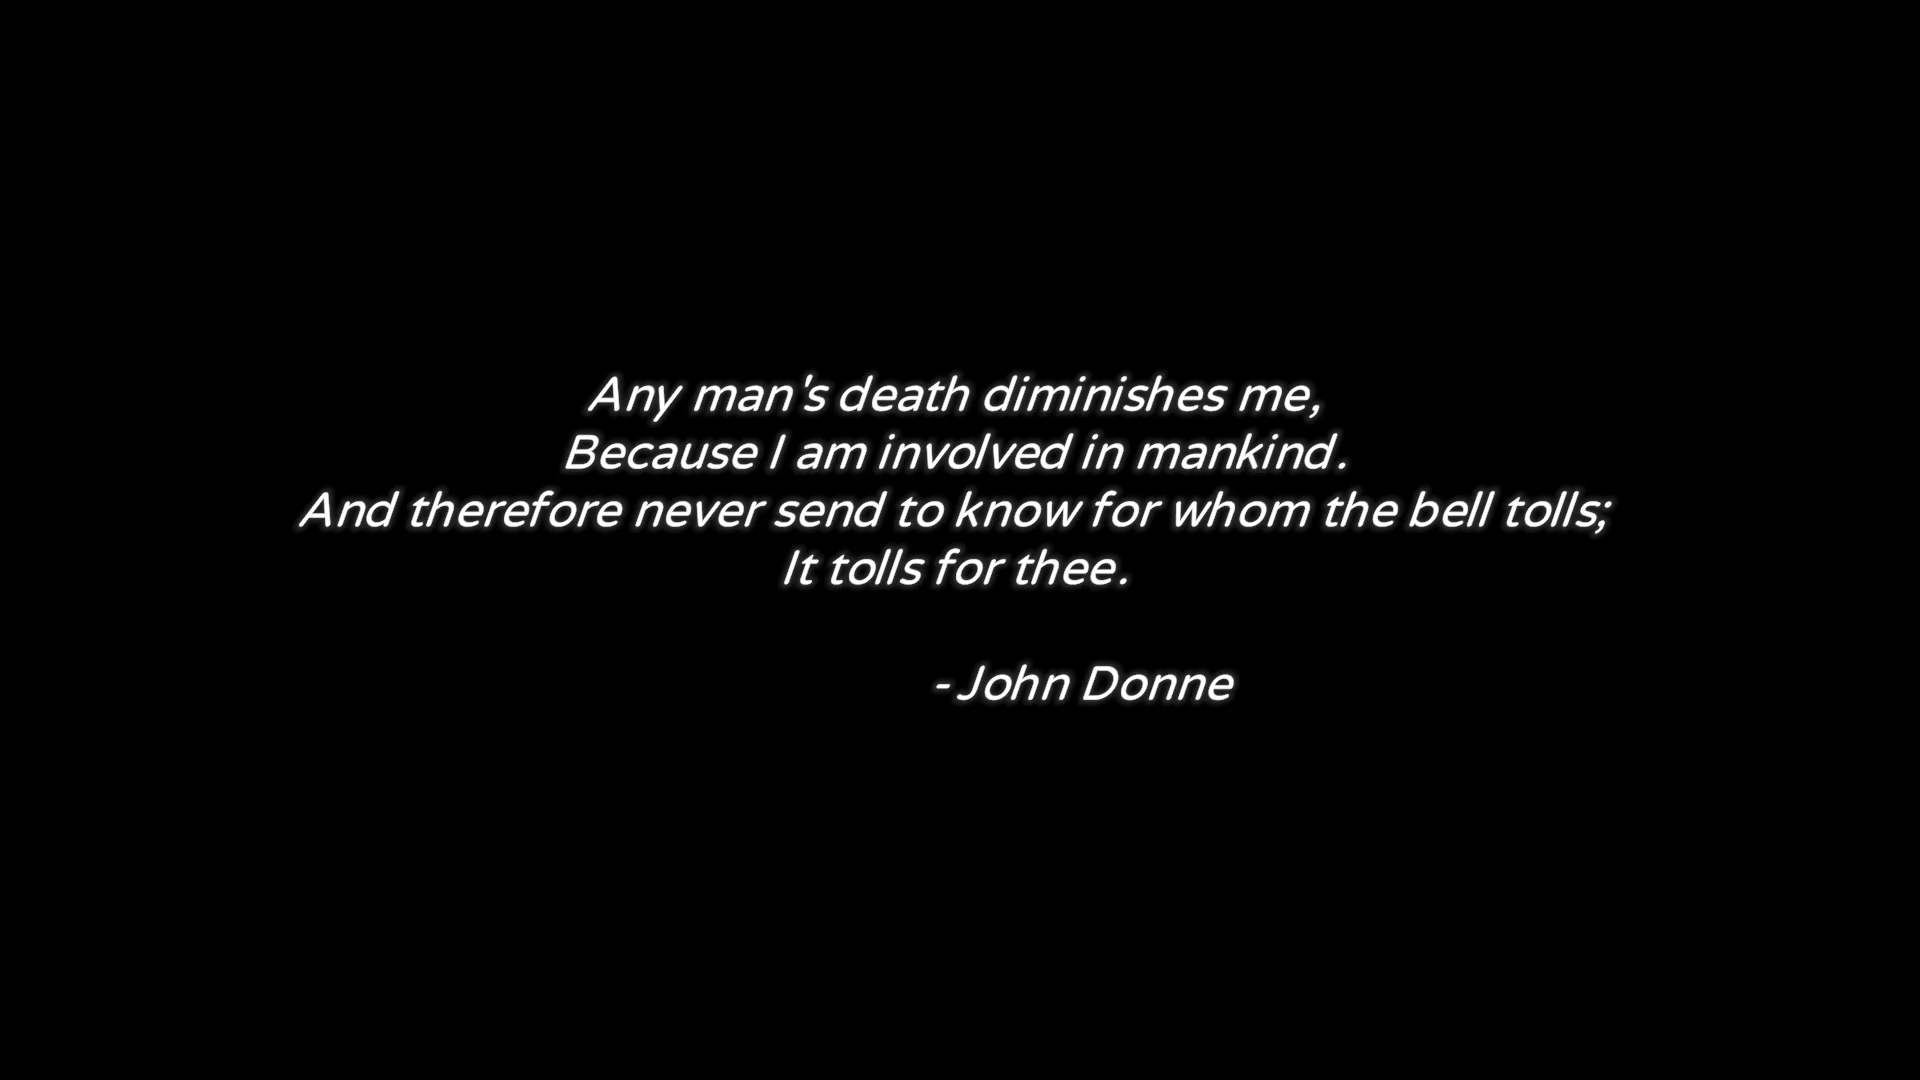 Any man's death diminishes me,
Because I am involved in mankind.
And therefore never send to know for whom the bell tolls;
It tolls for thee.
- John Donne